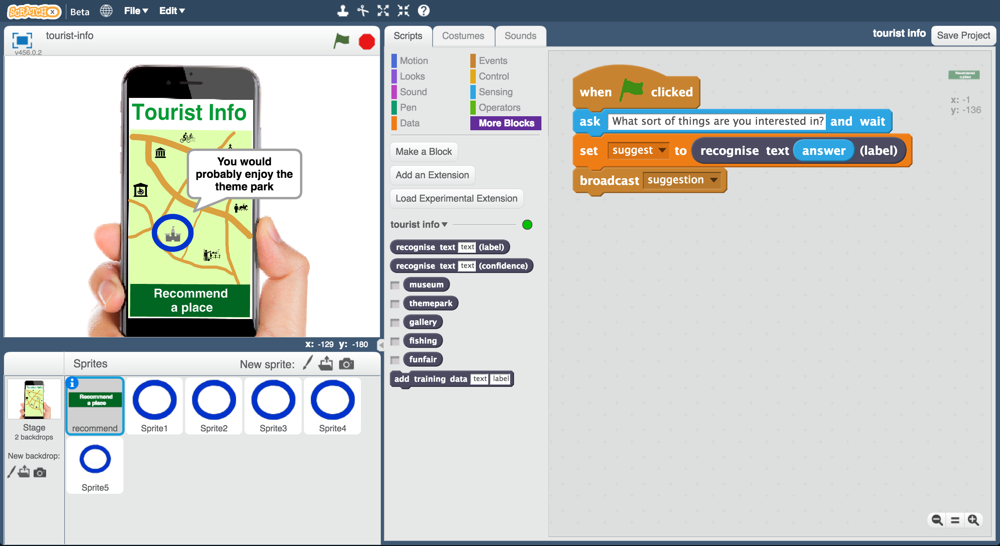 SCRATCHX Beta File Edit
tourist-info
v456.0.2
Tourist Info
You would
probably enjoy the
theme park
Recommend
a place
x: -129 y: -180
Sprites
New sprite:
Stage
2 backdrops
New backdrop:
Recommend
a place
recommend
Sprite1
Sprite2
Sprite3
Sprite4
Sprite5
Scripts
Costumes
Sounds
tourist info
Save Project
Motion
Looks
Sound
Pen
Data
Events
Control
Sensing
Operators
More Blocks
Make a Block
Add an Extension
Load Experimental Extension
tourist info
recognise text text (label)
recognise text text (confidence)
museum
themepark
gallery
fishing
funfair
add training data text label
when clicked
ask What sort of things are you interested in? and wait
set suggest to recognise text answer (label)
broadcast suggestion
Recommend
a place
x: -1
y: -136